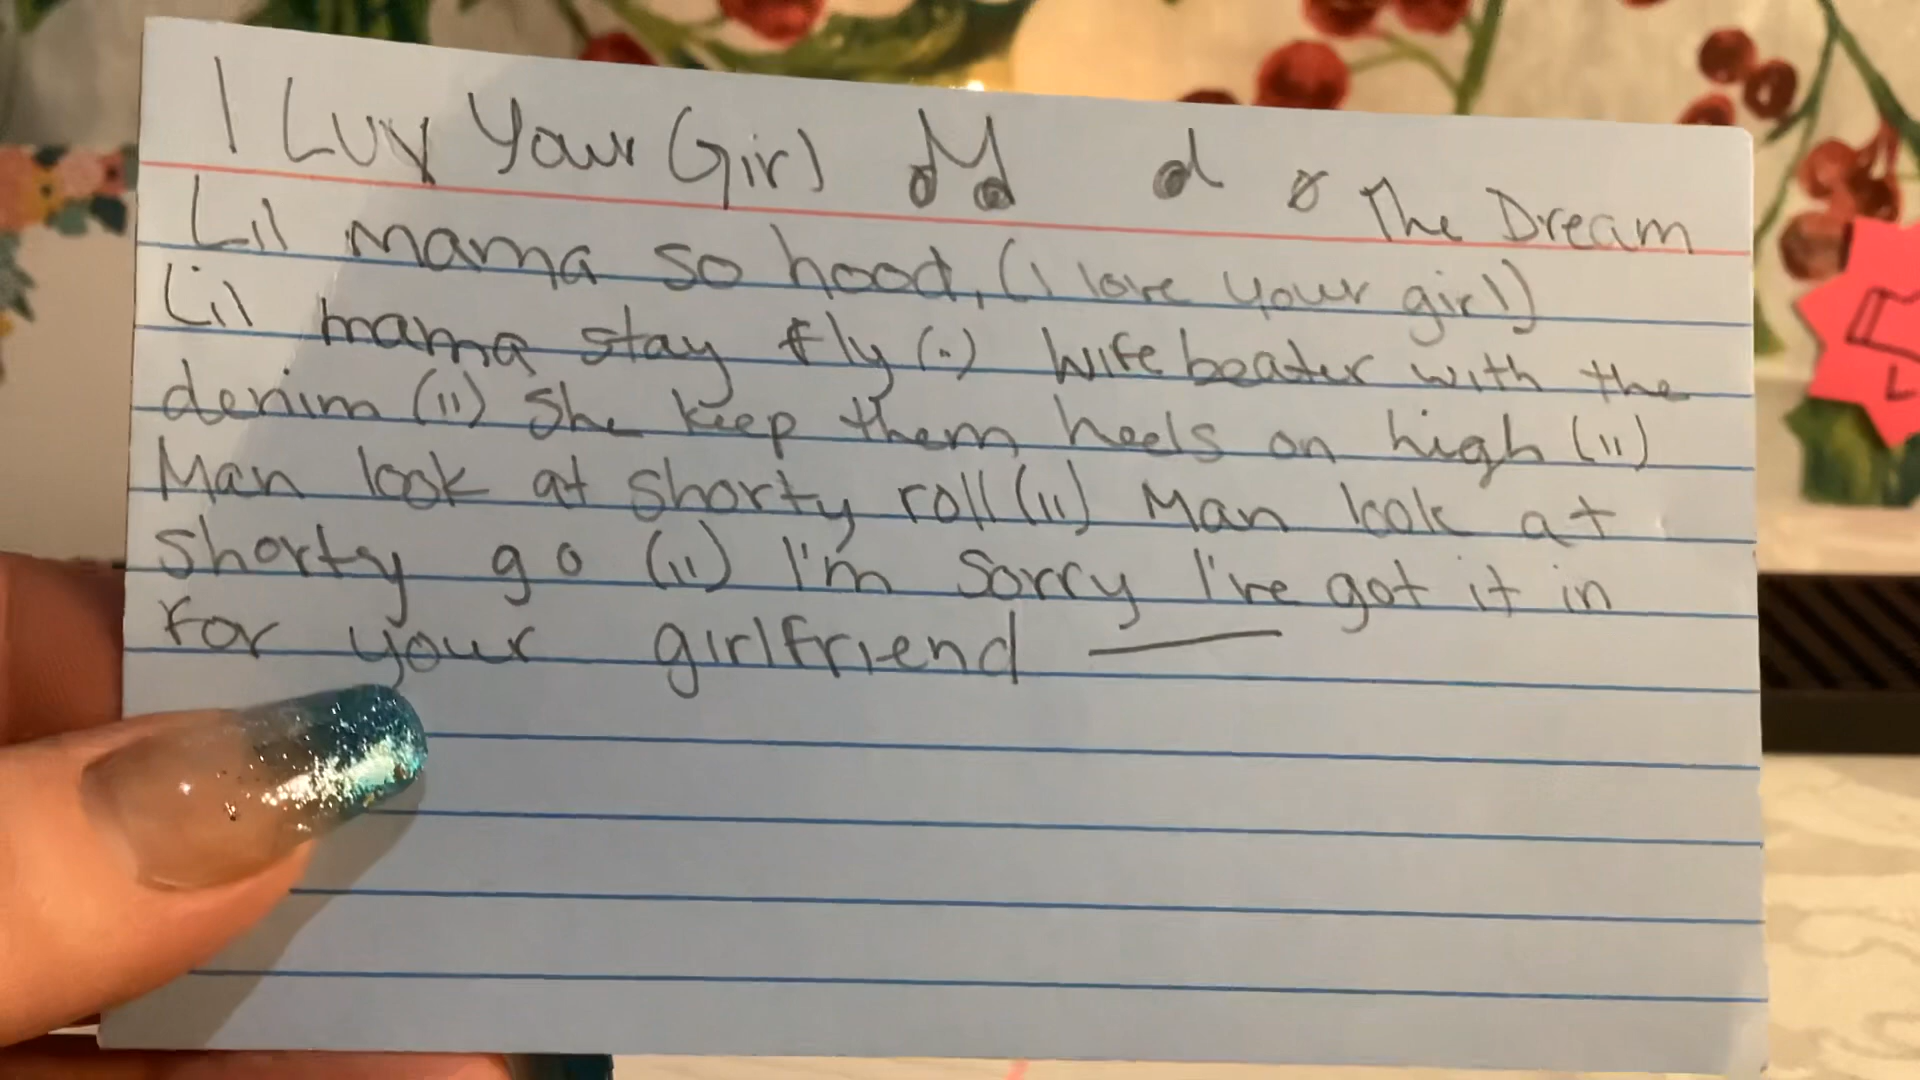 I Luv Your Girl The Dream
Lil mama so hood, (I love your girl)
Lil mama stay fly (") Wifebeater with the
denim (") She keep them heels on high (")
Man look at shorty roll (") Man look at
shorty go (") I'm sorry I've got it in
for your girlfriend —
L